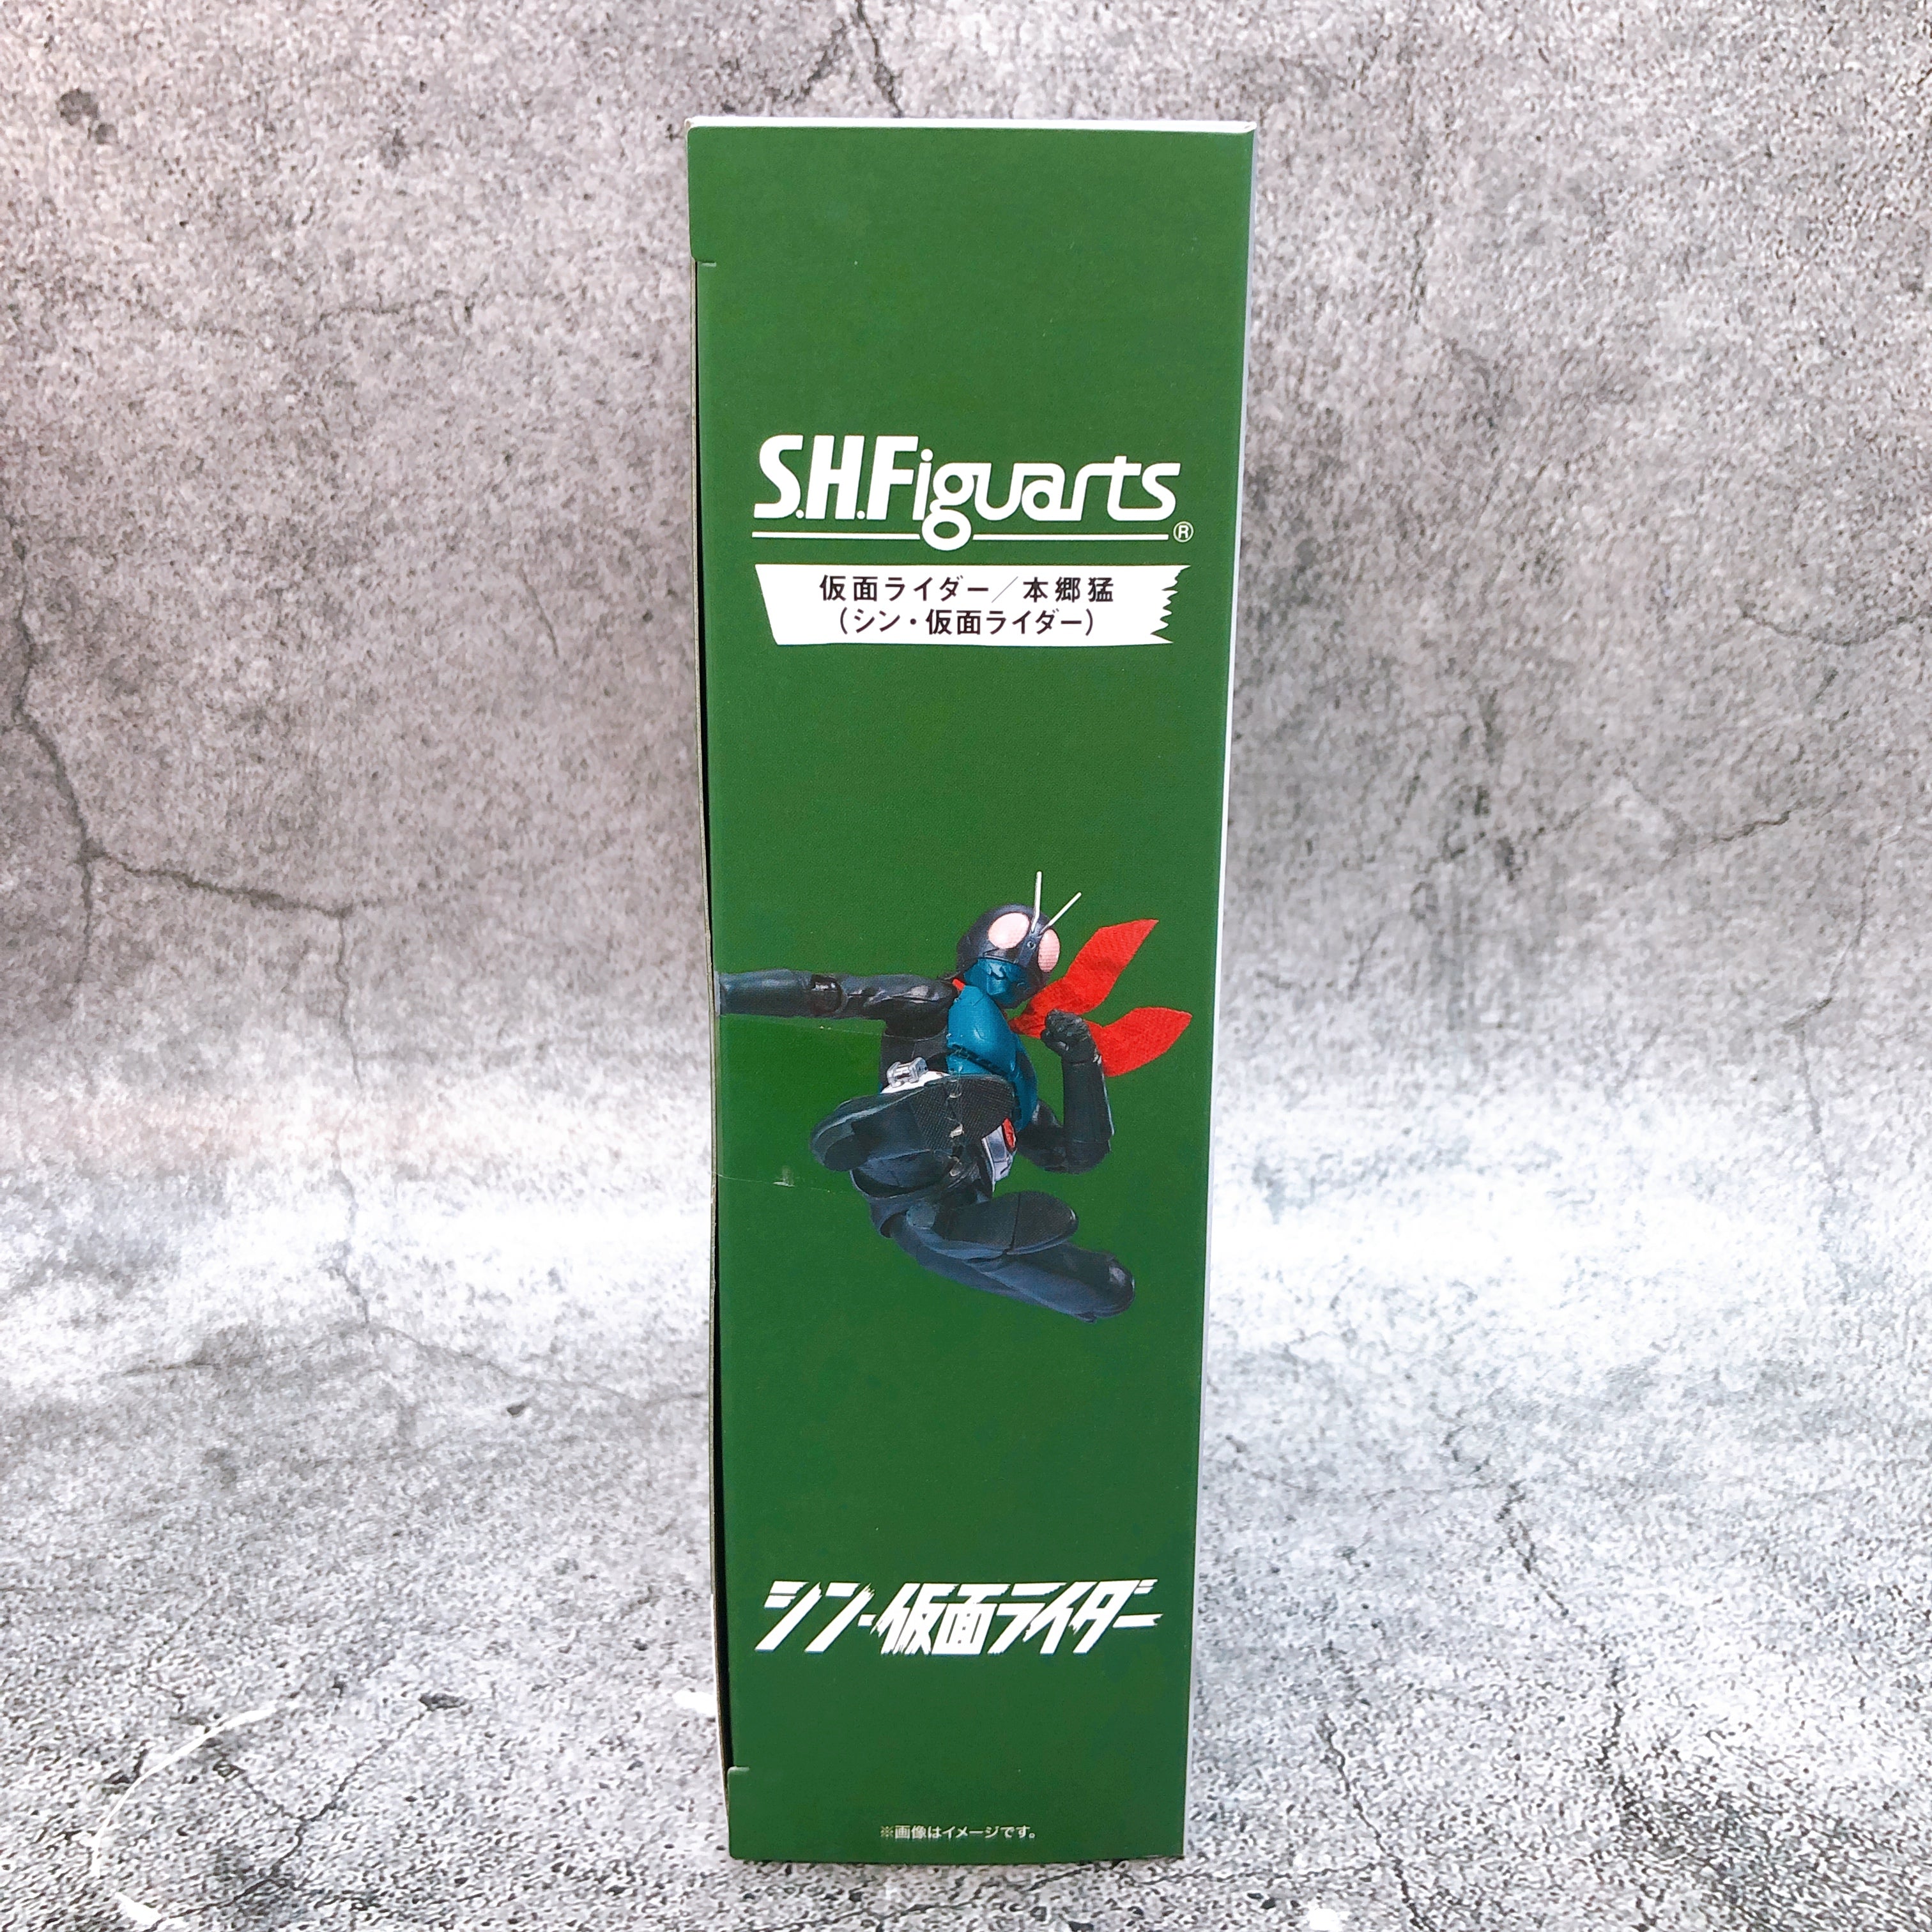 S.H.Figuarts®
仮面ライダー／本郷猛
（シン・仮面ライダー）
シン・仮面ライダー
※画像はイメージです。